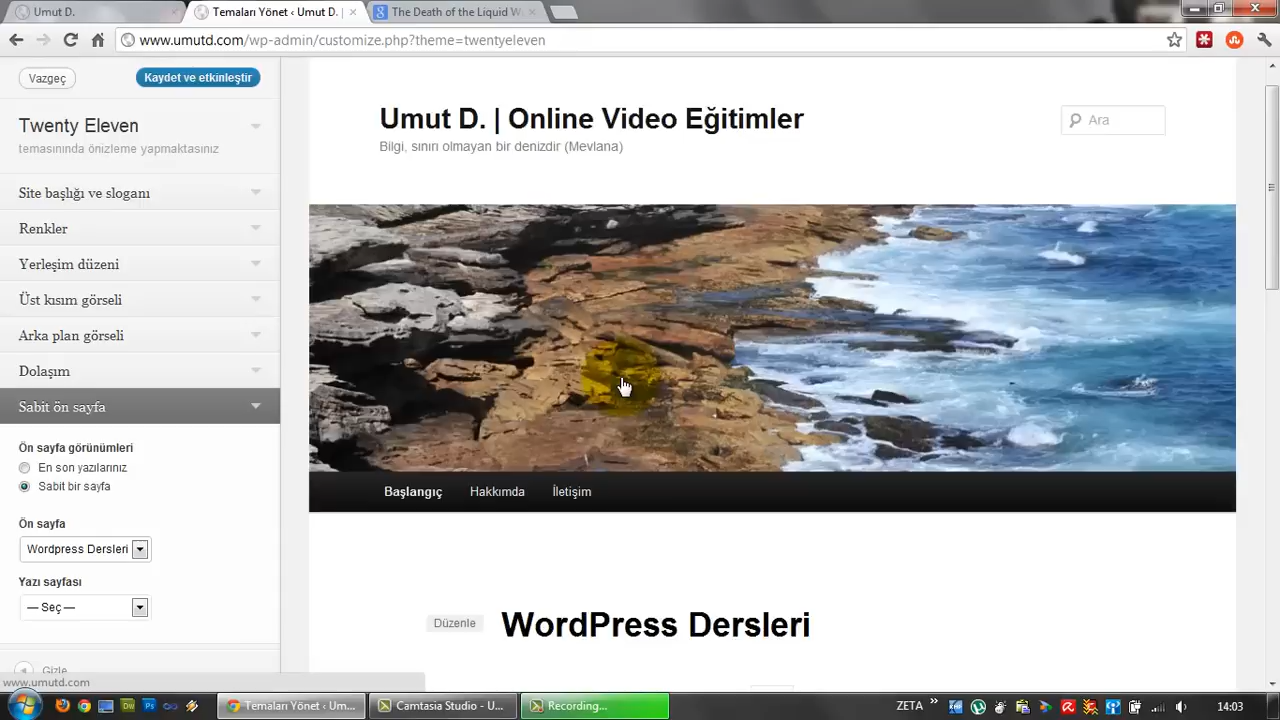 Umut D.
Temaları Yönet ‹ Umut D. |
The Death of the Liquid W
www.umutd.com/wp-admin/customize.php?theme=twentyeleven
Vazgeç
Kaydet ve etkinleştir
Twenty Eleven
temasınında önizleme yapmaktasınız
Site başlığı ve sloganı
Renkler
Yerleşim düzeni
Üst kısım görseli
Arka plan görseli
Dolaşım
Sabit ön sayfa
Ön sayfa görünümleri
En son yazılarınız
Sabit bir sayfa
Ön sayfa
Wordpress Dersleri
Yazı sayfası
— Seç —
Gizle
www.umutd.com
Umut D. | Online Video Eğitimler
Bilgi, sınırı olmayan bir denizdir (Mevlana)
Ara
Başlangıç Hakkımda İletişim
Düzenle
WordPress Dersleri
Temaları Yönet ‹ Um...
Camtasia Studio - U...
Recording...
ZETA
14:03